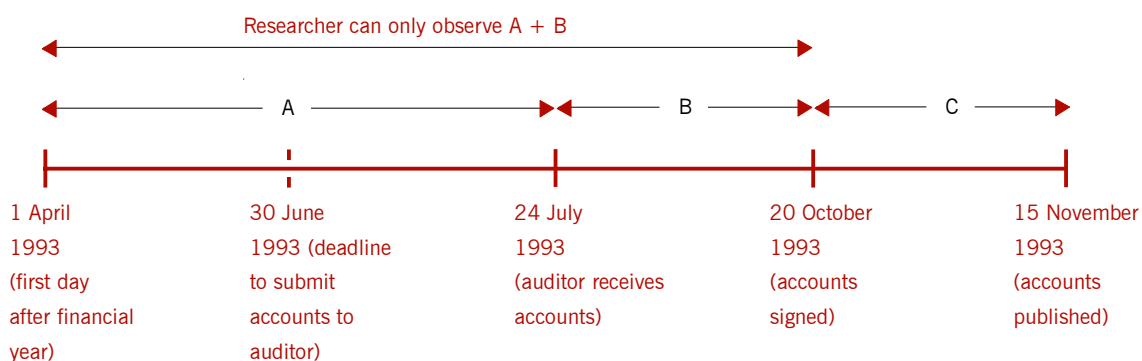 Researcher can only observe A + B
A
B
C
1 April
1993
(first day
after financial
year)
30 June
1993 (deadline
to submit
accounts to
auditor)
24 July
1993
(auditor receives
accounts)
20 October
1993
(accounts
signed)
15 November
1993
(accounts
published)